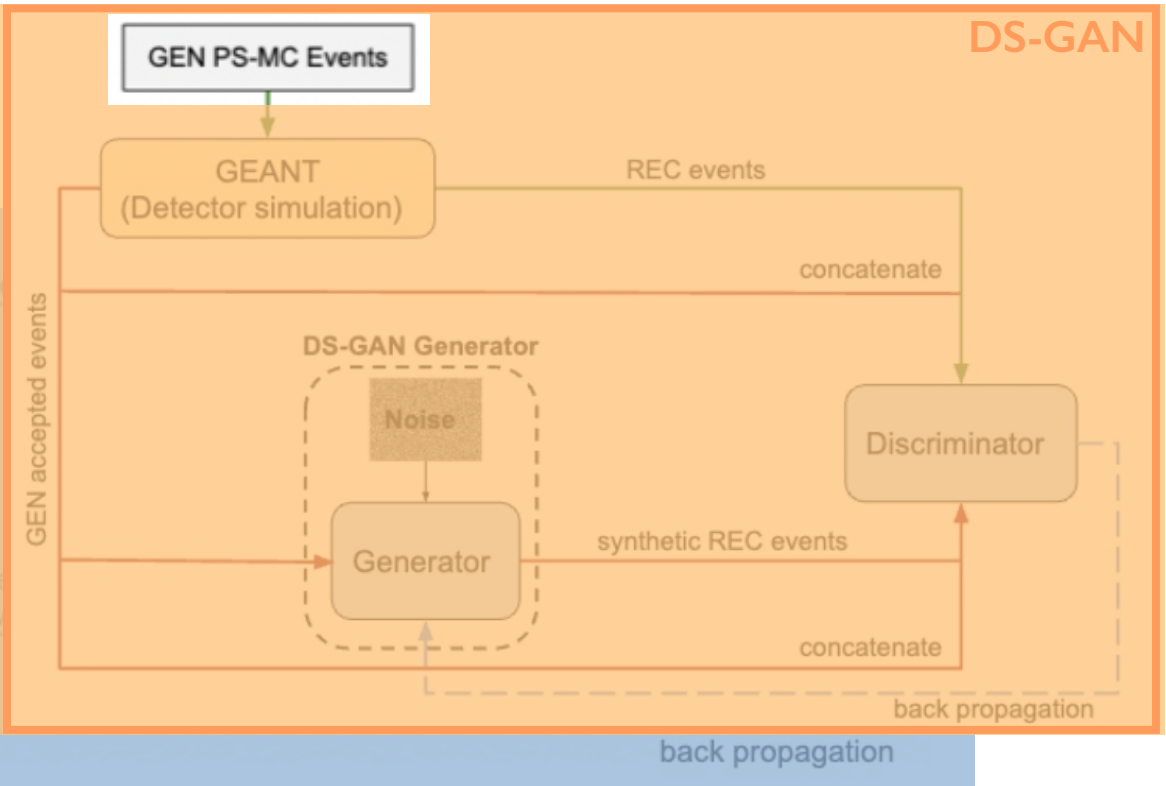 DS-GAN
GEN PS-MC Events
GEANT
(Detector simulation)
REC events
concatenate
GEN accepted events
DS-GAN Generator
Noise
Discriminator
Generator
synthetic REC events
concatenate
back propagation
back propagation